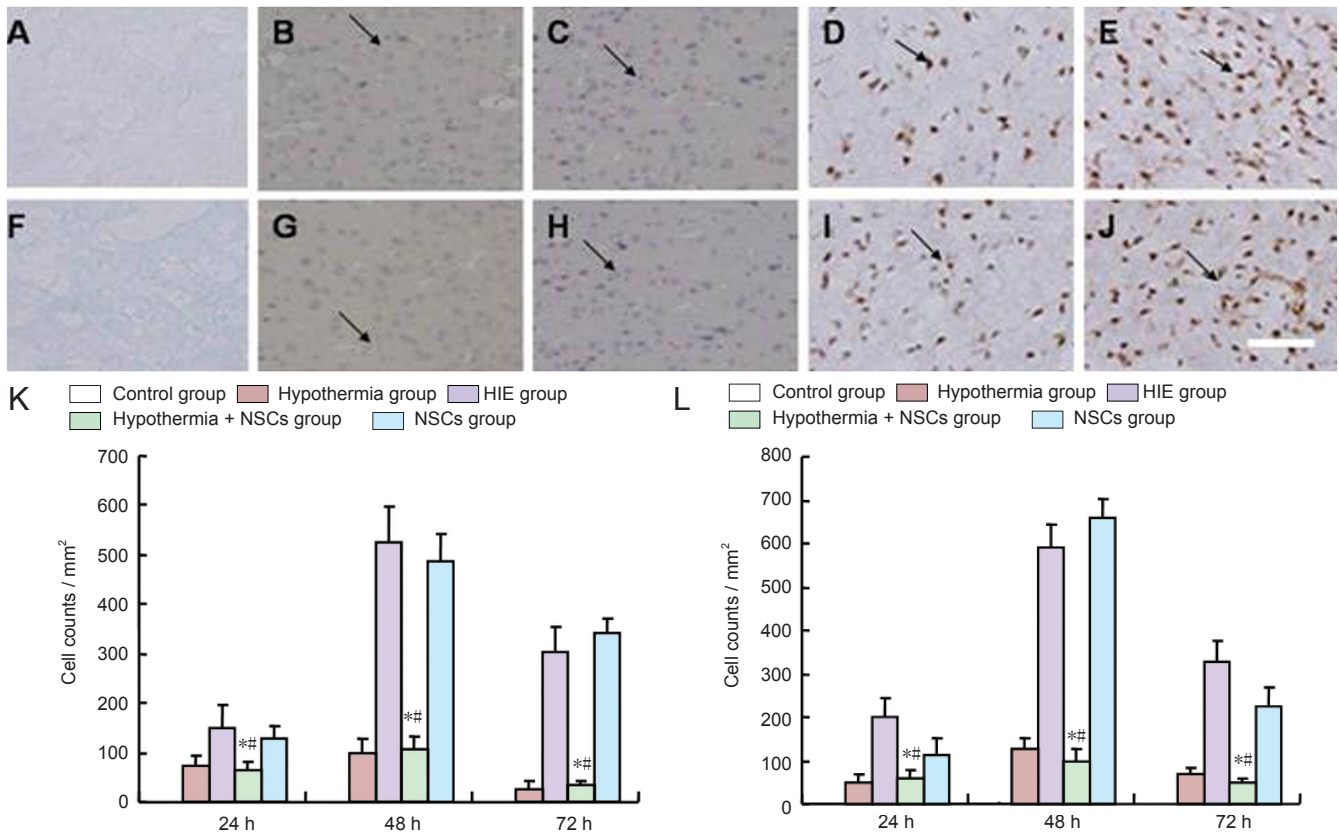 A B C D E
F G H I J
K Control group Hypothermia group HIE group
Hypothermia + NSCs group NSCs group
700
600
500
400
300
200
100
0
Cell counts / mm²
*#
*#
*#
24 h 48 h 72 h
L Control group Hypothermia group HIE group
Hypothermia + NSCs group NSCs group
800
700
600
500
400
300
200
100
0
Cell counts / mm²
*#
*#
*#
24 h 48 h 72 h